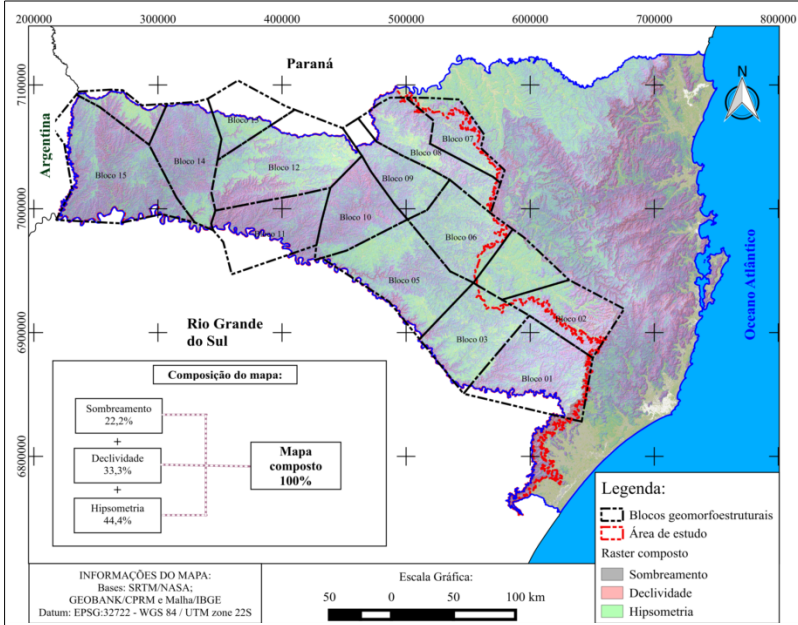 200000 300000 400000 500000 600000 700000 800000
7100000
7000000
6900000
6800000
Paraná
Argentina
N
Bloco 07
Bloco 08
Bloco 14
Bloco 12
Bloco 15
Bloco 09
Bloco 10
Bloco 11
Bloco 06
Bloco 05
Bloco 02
Bloco 03
Bloco 01
Oceano Atlântico
Rio Grande
do Sul
Composição do mapa:
Sombreamento
22,2%
+
Declividade
33,3%
+
Hipsometria
44,4%
Mapa
composto
100%
Legenda:
Blocos geomorfoestruturais
Área de estudo
Raster composto
Sombreamento
Declividade
Hipsometria
INFORMAÇÕES DO MAPA:
Bases: SRTM/NASA;
GEOBANK/CPRM e Malha/IBGE
Datum: EPSG:32722 - WGS 84 / UTM zone 22S
Escala Gráfica:
50 0 50 100 km